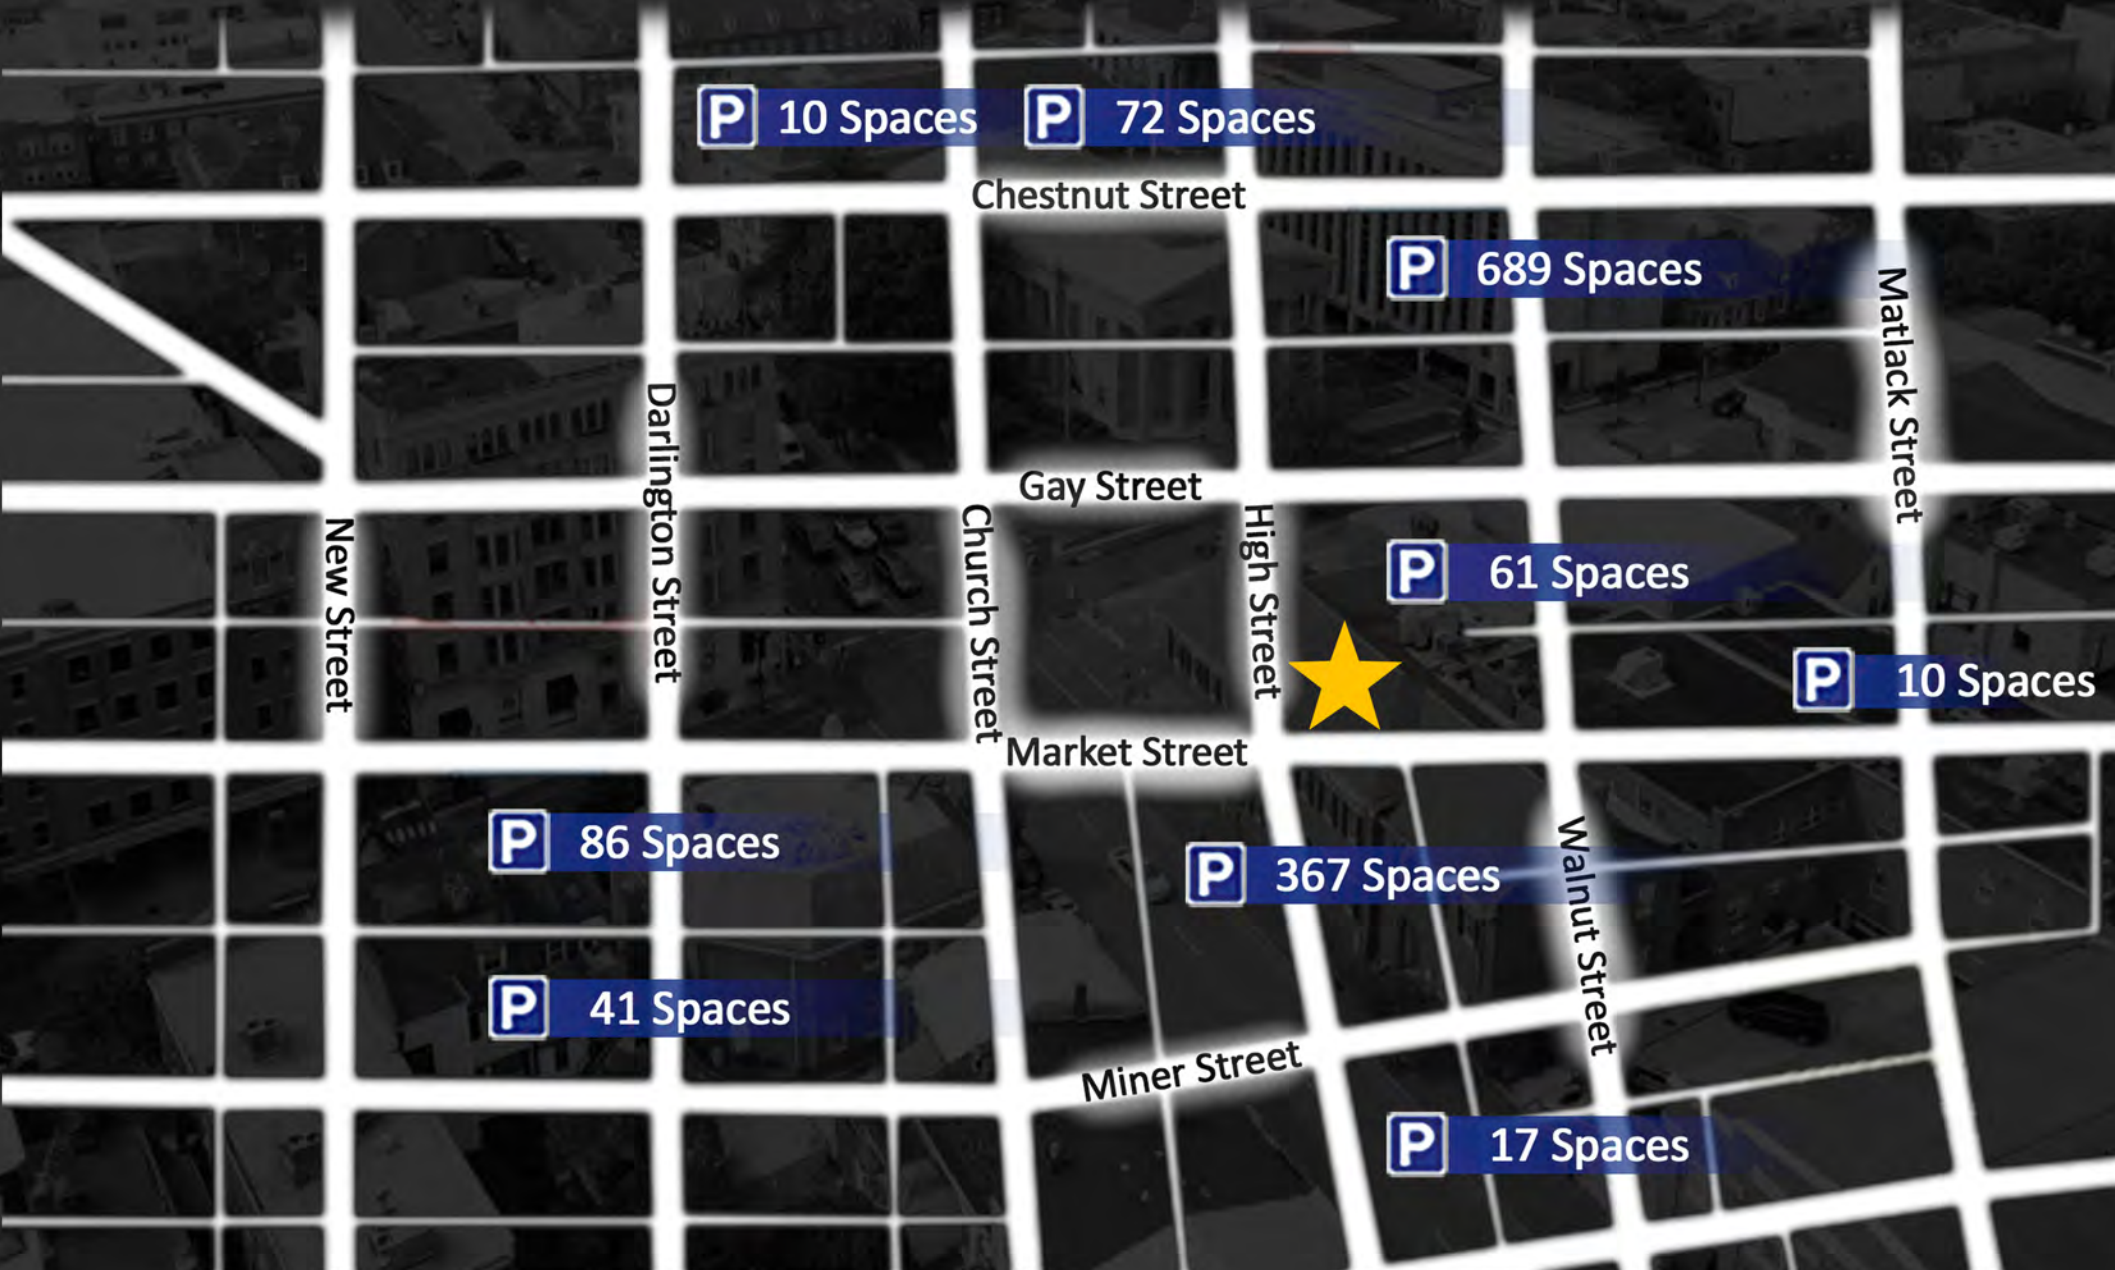 P 10 Spaces
P 72 Spaces
Chestnut Street
P 689 Spaces
Matlack Street
Darlington Street
Gay Street
New Street
Church Street
High Street
P 61 Spaces
P 10 Spaces
Market Street
P 86 Spaces
P 367 Spaces
Walnut Street
P 41 Spaces
Miner Street
P 17 Spaces